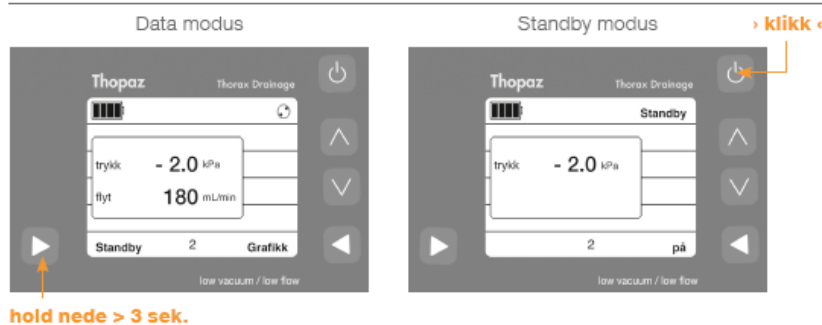 Data modus
Standby modus
› klikk ‹
Thopaz
Thorax Drainage
trykk - 2.0 kPa
flyt 180 mL/min
Standby 2 Grafikk
low vacuum / low flow
hold nede > 3 sek.
Thopaz
Thorax Drainage
Standby
trykk - 2.0 kPa
2 på
low vacuum / low flow